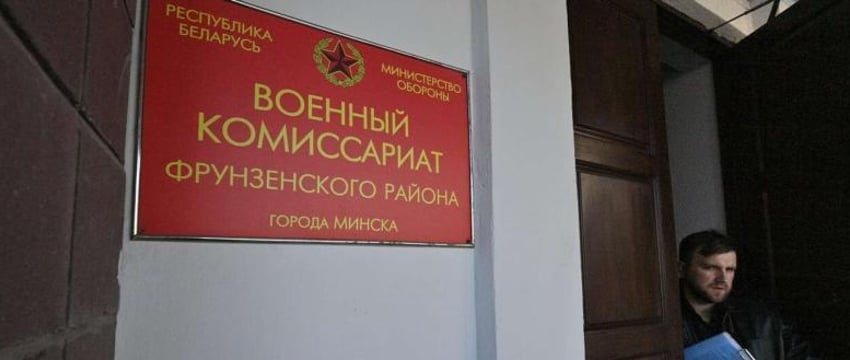 РЕСПУБЛИКА
БЕЛАРУСЬ
МИНИСТЕРСТВО
ОБОРОНЫ
ВОЕННЫЙ
КОМИССАРИАТ
ФРУНЗЕНСКОГО РАЙОНА
ГОРОДА МИНСКА